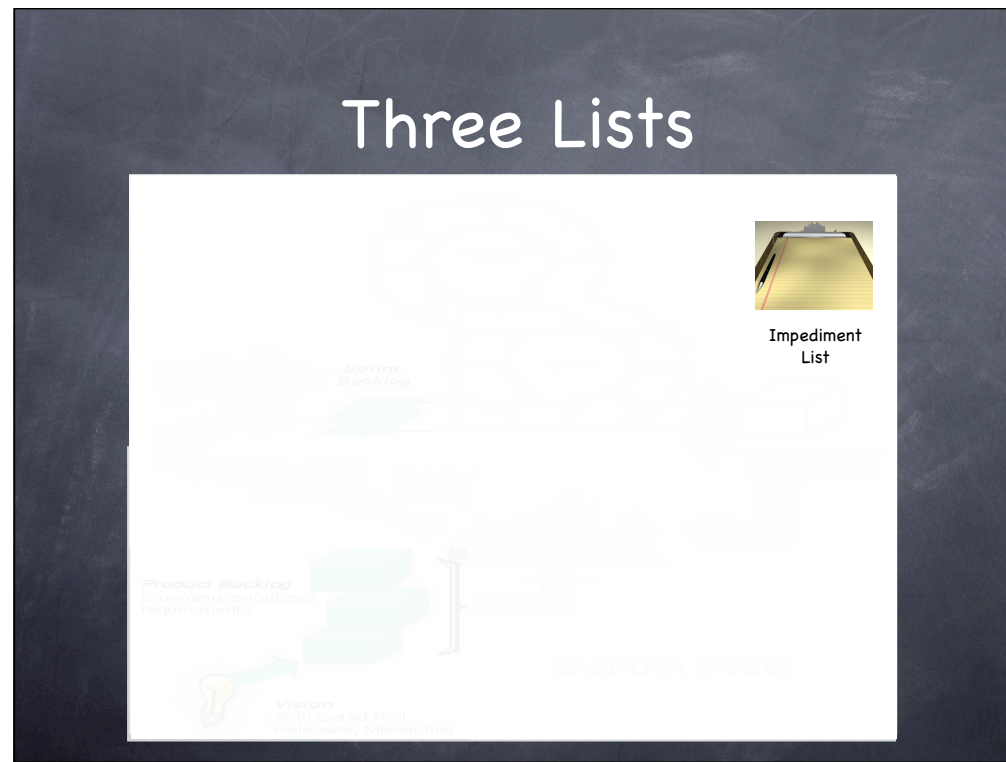 Three Lists
Impediment
List
Sprint
Backlog
Product Backlog
Emerging, prioritized
requirements
Vision
Anticipated ROI,
Releases, Milestones
Scrum Flow